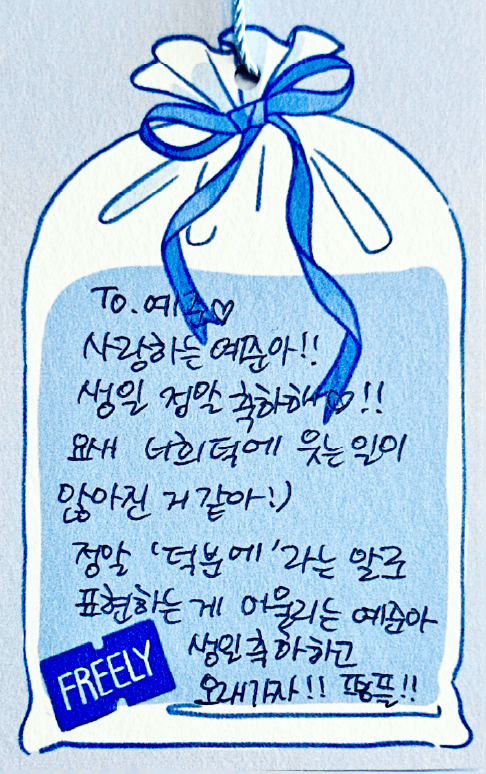 To. 예준♡
사랑하는 예준아!!
생일 정말 축하해♡!!
요새 너희덕에 웃는일이
많아진 거 같아!)
정말 '덕분에'라는 말로
표현하는 게 어울리는 예준아
생일축하하고
오래가자!! 평플!!
FREELY